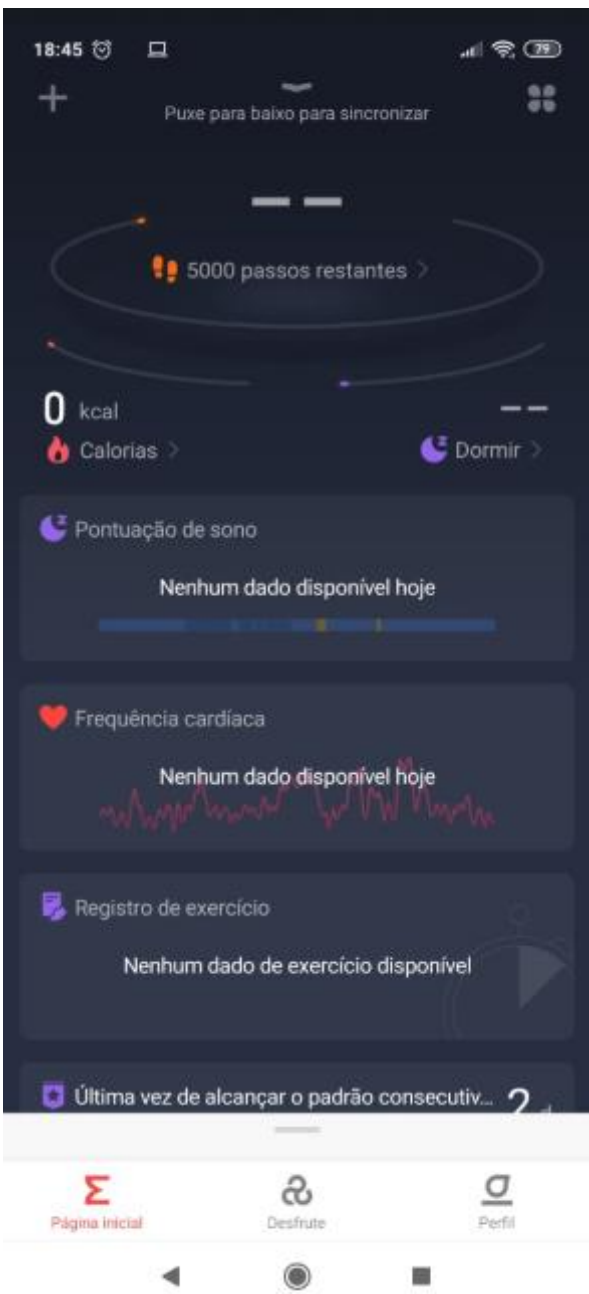 18:45
79
Puxe para baixo para sincronizar
5000 passos restantes
0 kcal
Calorias
Dormir
Pontuação de sono
Nenhum dado disponível hoje
Frequência cardíaca
Nenhum dado disponível hoje
Registro de exercício
Nenhum dado de exercício disponível
Última vez de alcançar o padrão consecutiv... 2
Página inicial
Desfrute
Perfil